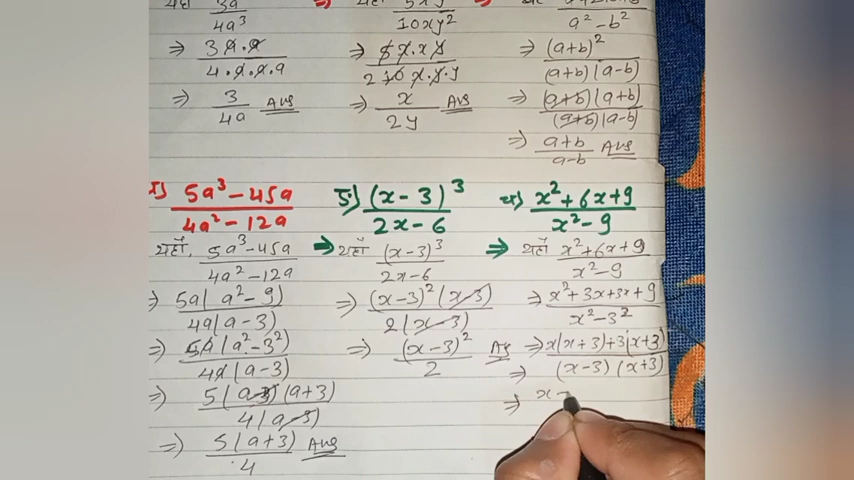 3a 5xy
4a³ 10xy² a² - b²
⇒ 3a.a / 4.a.a.a
⇒ 3 / 4a Ans
⇒ 5x.x.y / 2 10x.y.y
⇒ x / 2y Ans
⇒ (a+b)² / (a+b)(a-b)
⇒ (a+b)(a+b) / (a+b)(a-b)
⇒ a+b / a-b Ans
5a³ - 45a / 4a² - 12a
यहाँ, 5a³-45a / 4a²-12a
⇒ 5a(a²-9) / 4a(a-3)
⇒ 5a(a²-3²) / 4a(a-3)
⇒ 5(a-3)(a+3) / 4(a-3)
⇒ 5(a+3) / 4 Ans
ङ) (x-3)³ / 2x-6
➔ यहाँ (x-3)³ / 2x-6
⇒ (x-3)²(x-3) / 2(x-3)
⇒ (x-3)² / 2 Ans
च) x²+6x+9 / x²-9
⇒ यहाँ x²+6x+9 / x²-9
⇒ x²+3x+3x+9 / x²-3²
⇒ x(x+3)+3(x+3)
⇒ (x-3)(x+3)
⇒ x